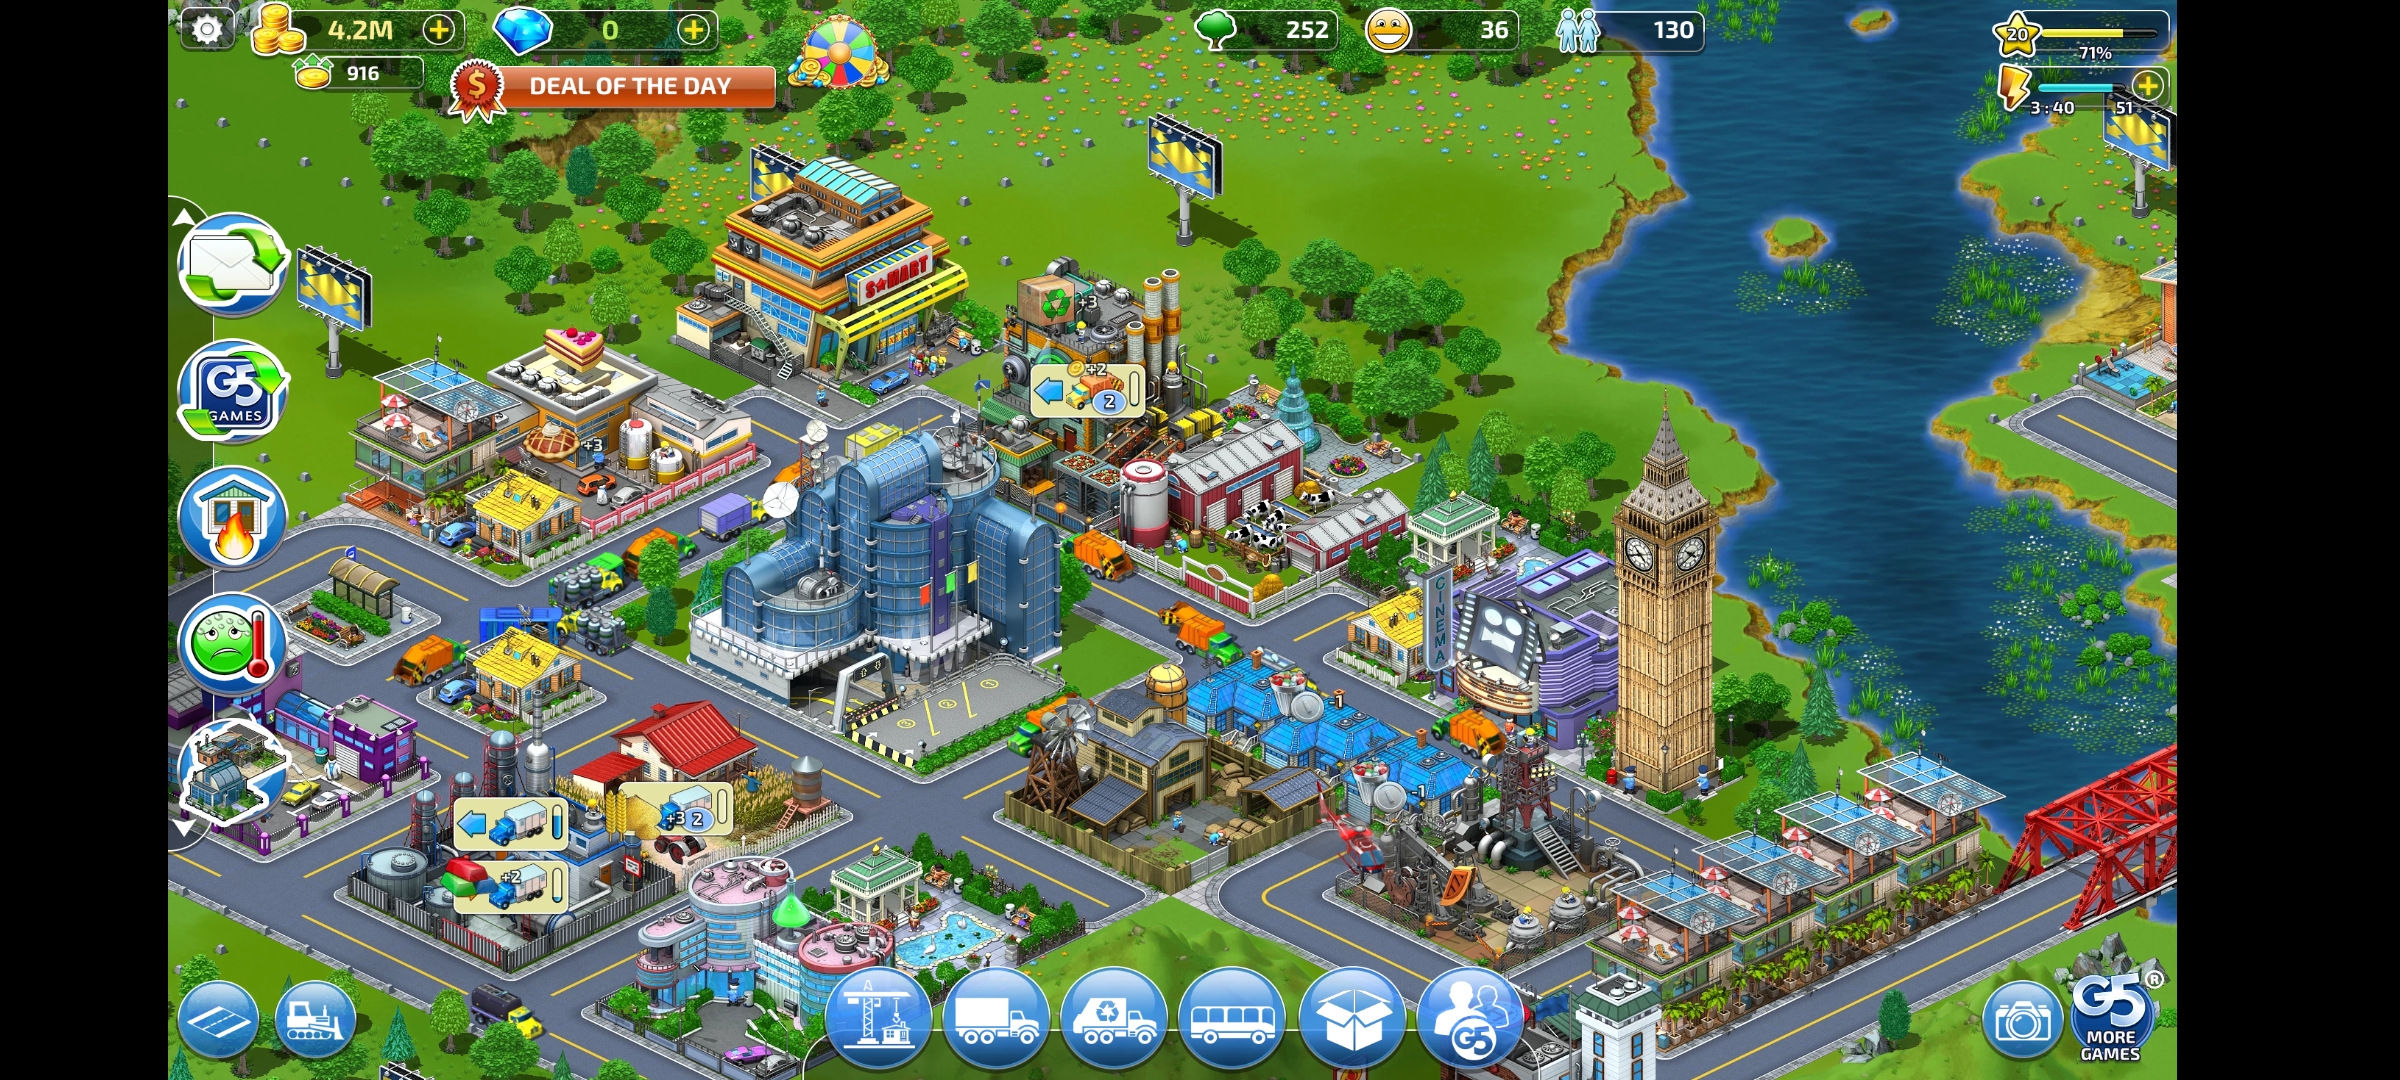 4.2M
0
252
36
130
20
71%
916
DEAL OF THE DAY
3:40
51
S★MART
+3
+2
2
G5
GAMES
+3
CINEMA
-1
-1
+3 2
+2
G5
G5®
MORE
GAMES